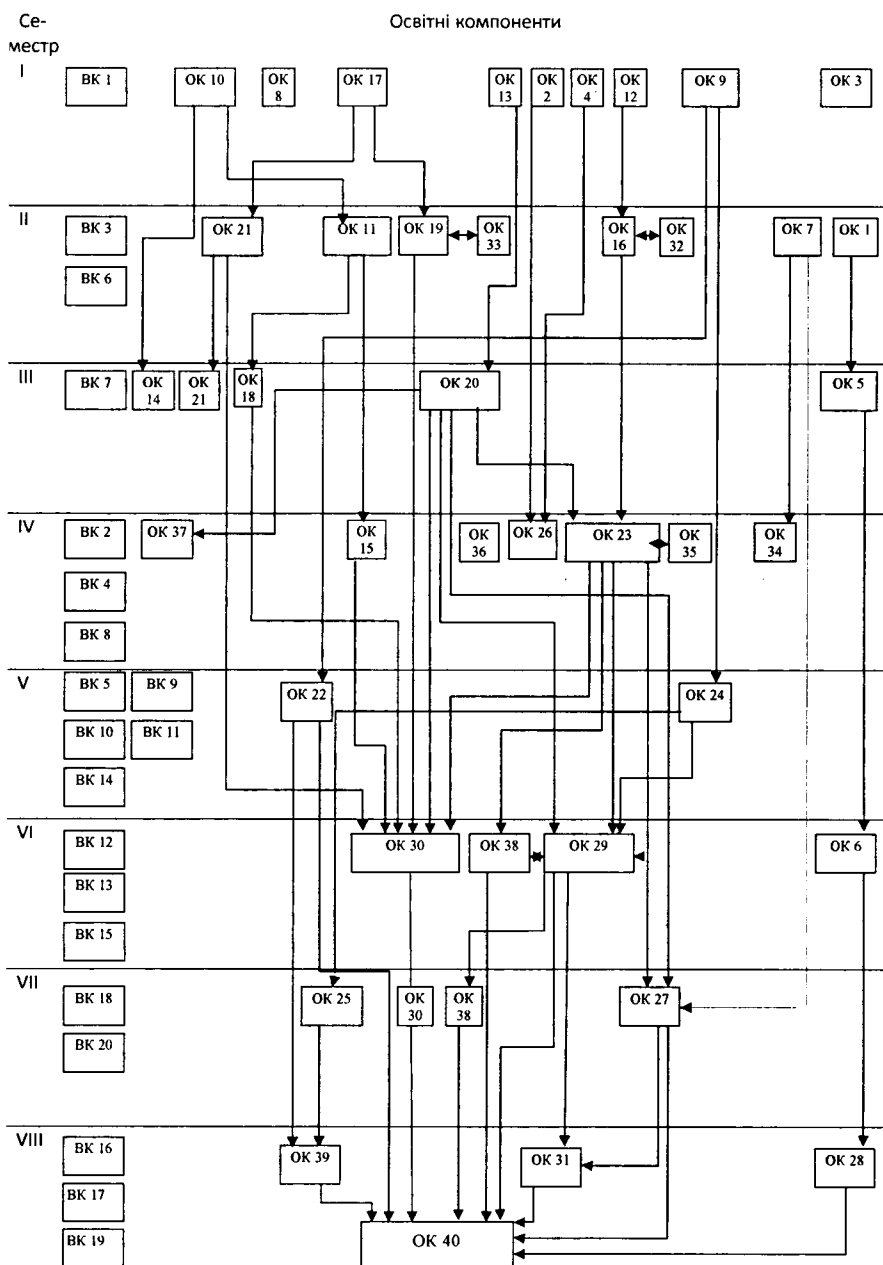 Се-
местр
Освітні компоненти
I
ВК 1
ОК 10
ОК
8
ОК 17
ОК
13
ОК
2
ОК
4
ОК
12
ОК 9
ОК 3
II
ВК 3
ОК 21
ОК 11
ОК 19
ОК
33
ОК
16
ОК
32
ОК 7
ОК 1
ВК 6
III
ВК 7
ОК
14
ОК
21
ОК
18
ОК 20
ОК 5
IV
ВК 2
ОК 37
ОК
15
ОК
36
ОК 26
ОК 23
ОК
35
ОК
34
ВК 4
ВК 8
V
ВК 5
ВК 9
ОК 22
ОК 24
ВК 10
ВК 11
ВК 14
VI
ВК 12
ОК 30
ОК 38
ОК 29
ОК 6
ВК 13
ВК 15
VII
ВК 18
ОК 25
ОК
30
ОК
38
ОК 27
ВК 20
VIII
ВК 16
ОК 39
ОК 31
ОК 28
ВК 17
ВК 19
ОК 40